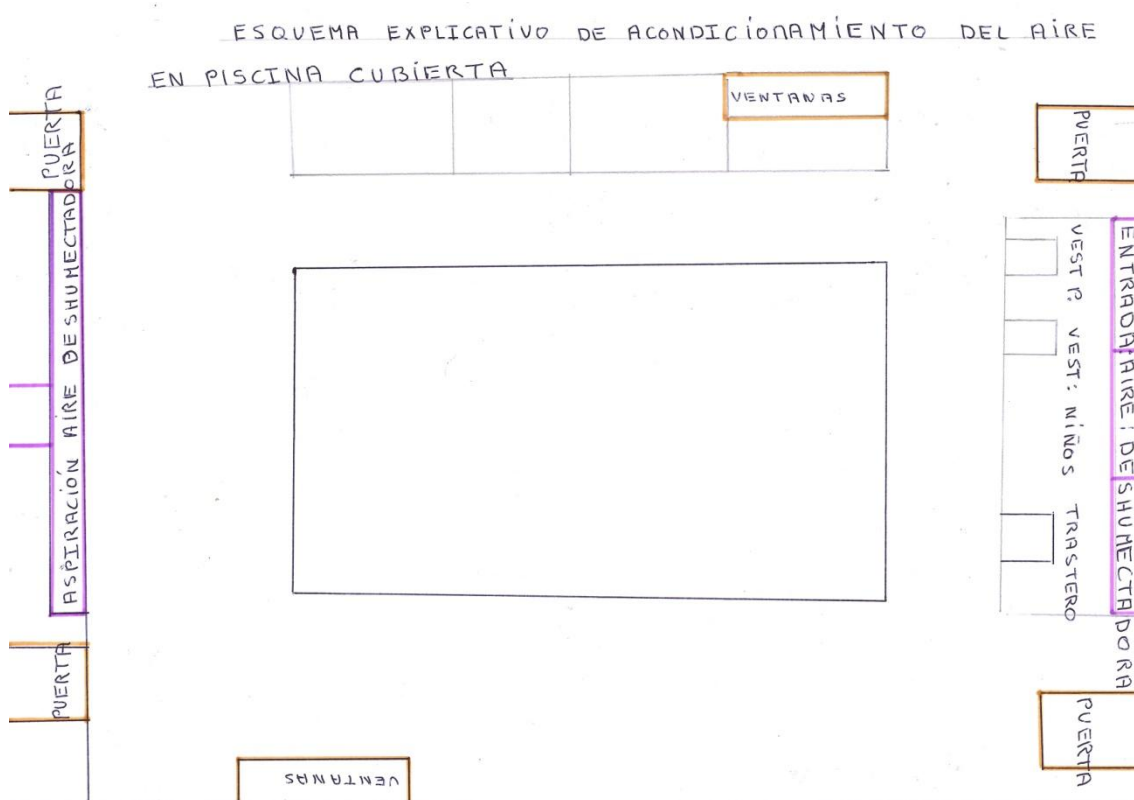 ESQUEMA EXPLICATIVO DE ACONDICIONAMIENTO DEL AIRE
EN PISCINA CUBIERTA
VENTANAS
PUERTA
PUERTA
ASPIRACIÓN AIRE DESHUMECTADORA
VEST P. VEST: NIÑOS TRASTERO
ENTRADA AIRE: DESHUMECTADORA
PUERTA
PUERTA
VENTANAS